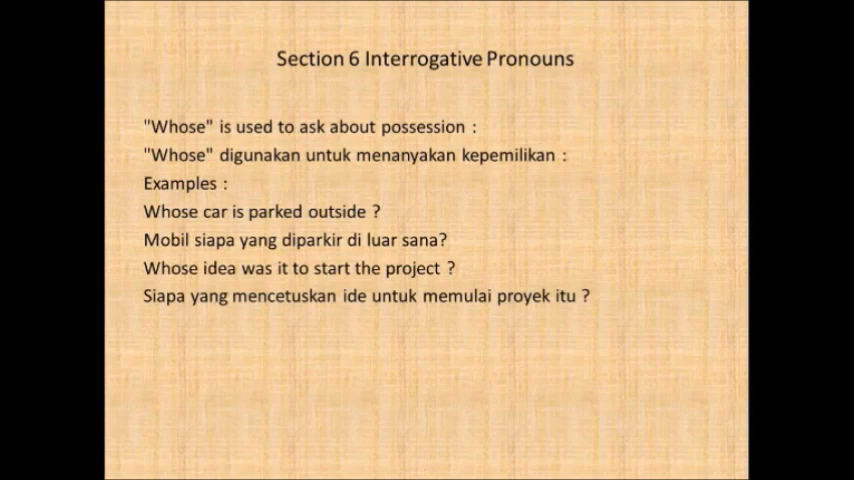 Section 6 Interrogative Pronouns
"Whose" is used to ask about possession :
"Whose" digunakan untuk menanyakan kepemilikan :
Examples :
Whose car is parked outside ?
Mobil siapa yang diparkir di luar sana?
Whose idea was it to start the project ?
Siapa yang mencetuskan ide untuk memulai proyek itu ?